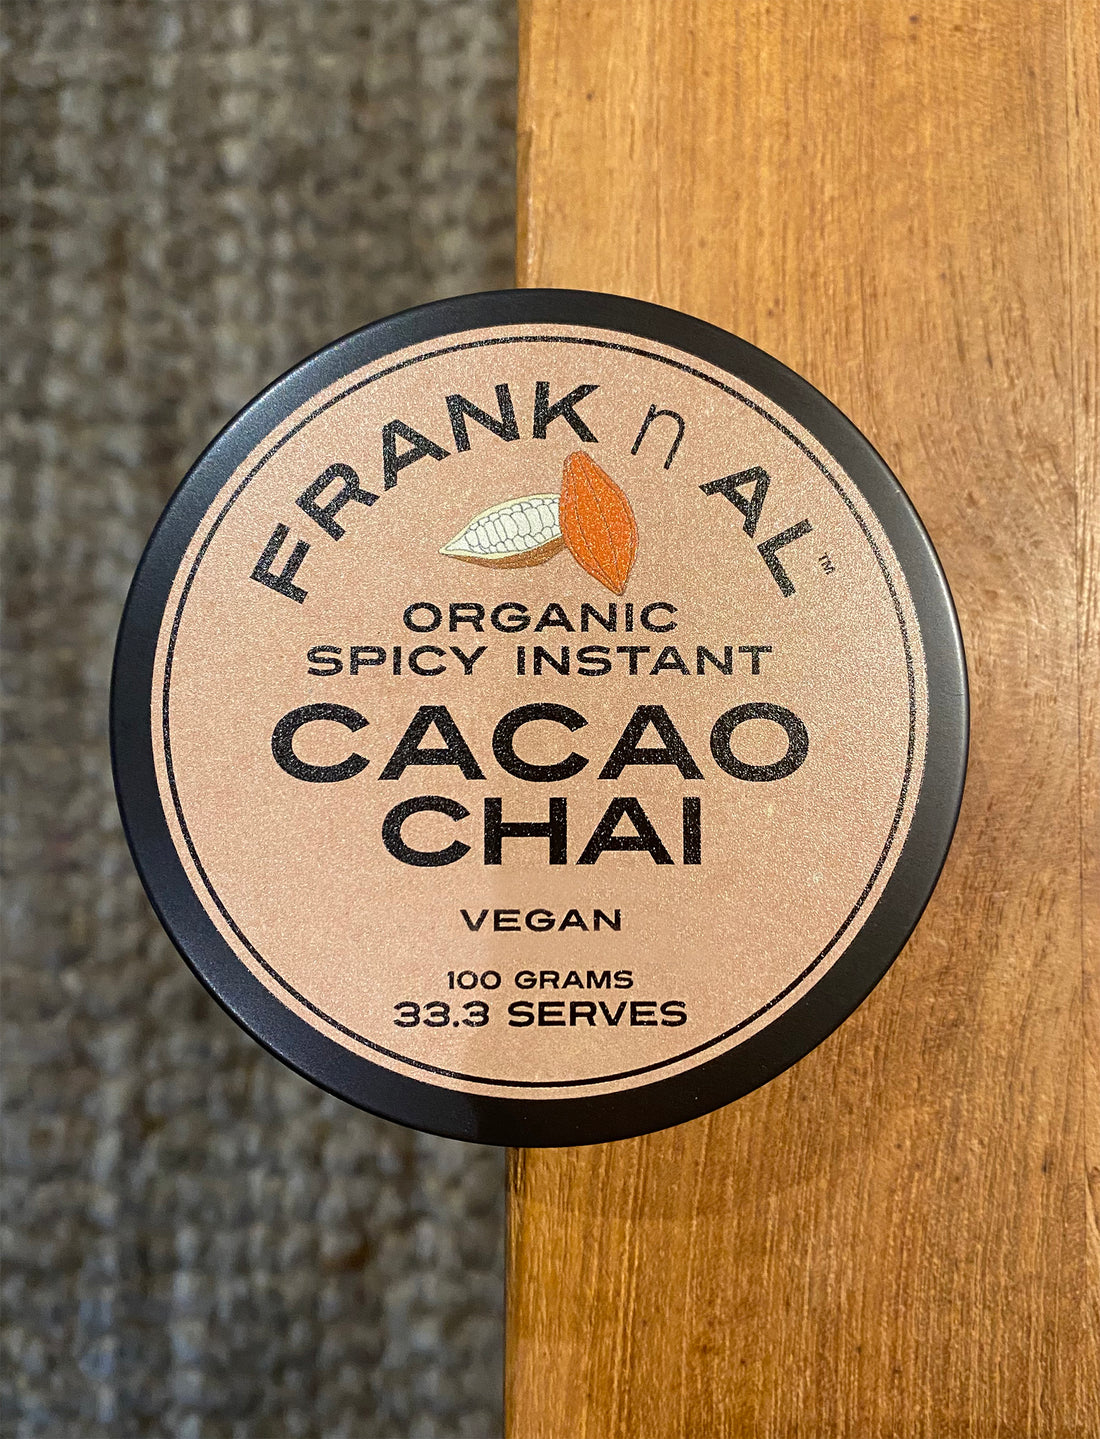 FRANK n AL™
ORGANIC
SPICY INSTANT
CACAO
CHAI
VEGAN
100 GRAMS
33.3 SERVES